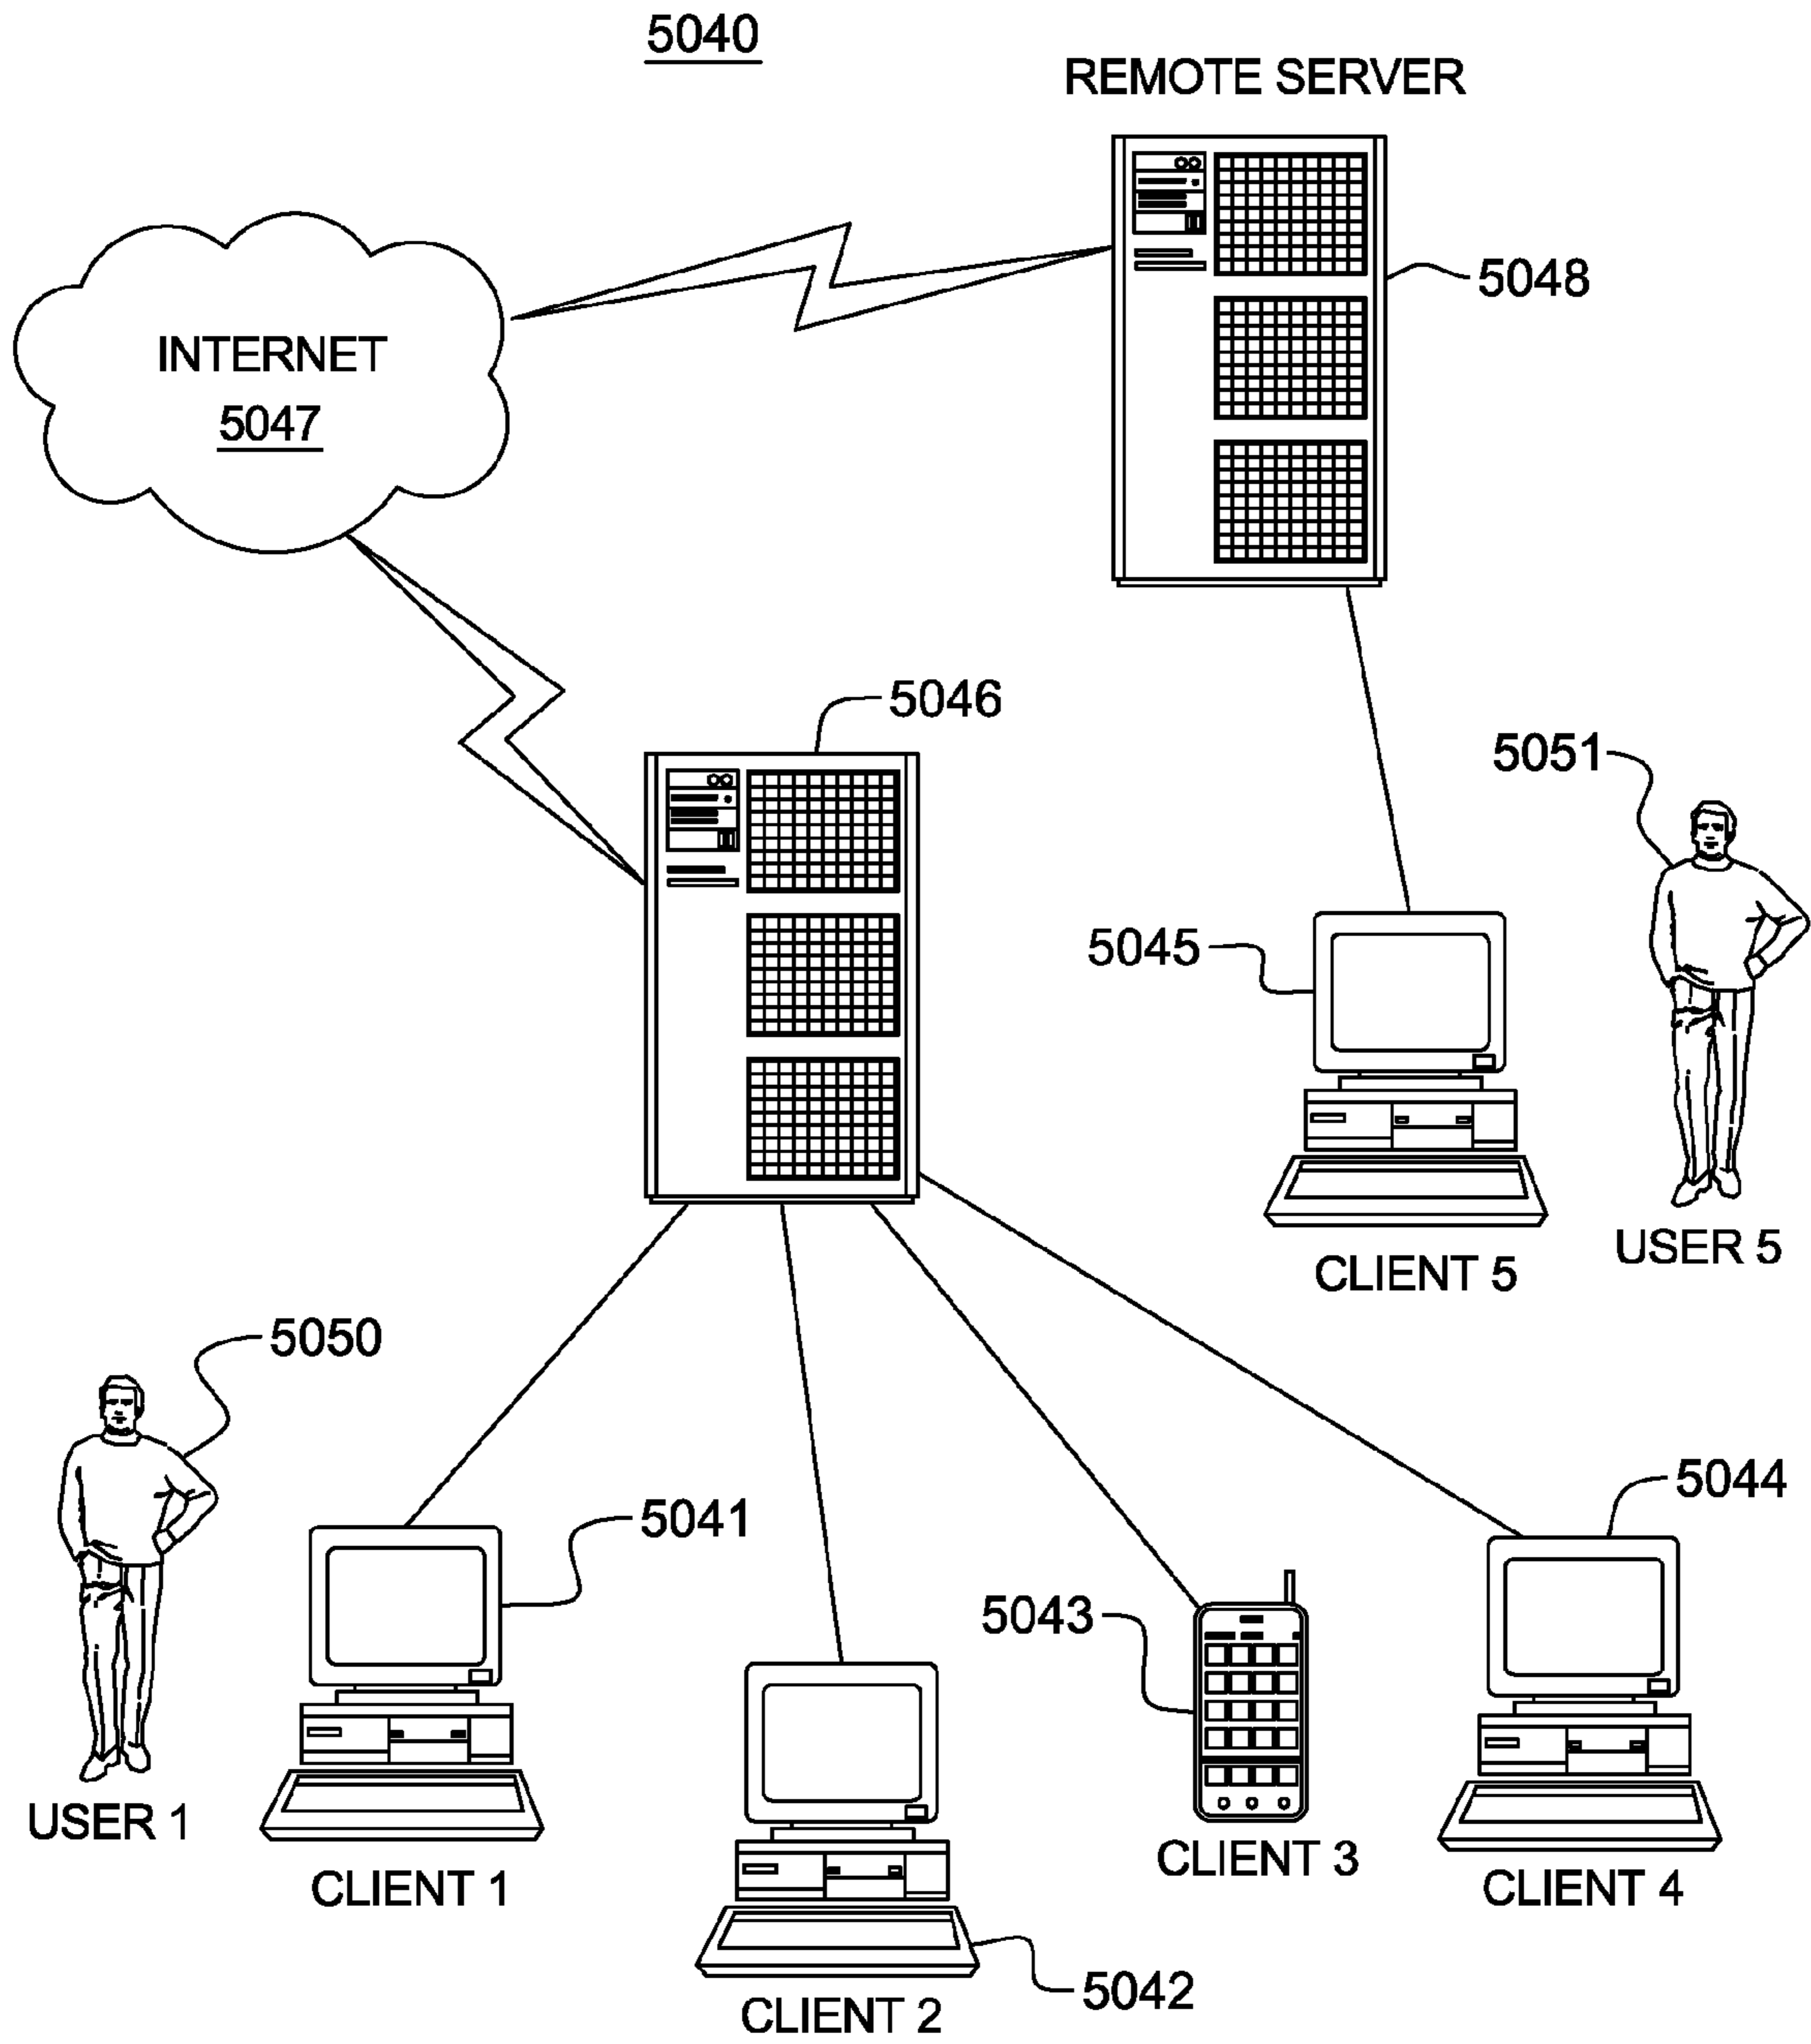 5040
REMOTE SERVER
5048
INTERNET
5047
5046
5051
5045
USER 5
CLIENT 5
5050
5041
5044
5043
USER 1
CLIENT 3
CLIENT 1
CLIENT 4
5042
CLIENT 2